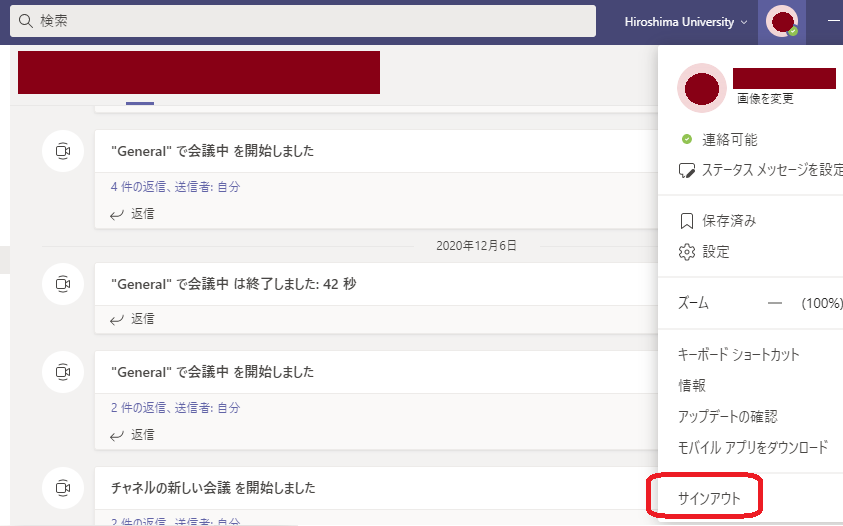 検索
Hiroshima University
画像を変更
連絡可能
ステータス メッセージを設定
保存済み
設定
ズーム — (100%)
キーボード ショートカット
情報
アップデートの確認
モバイル アプリをダウンロード
サインアウト
"General" で会議中 を開始しました
4 件の返信、送信者: 自分
返信
2020年12月6日
"General" で会議中 は終了しました: 42 秒
返信
"General" で会議中 を開始しました
2 件の返信、送信者: 自分
返信
チャネルの新しい会議 を開始しました
2 件の返信、送信者: 自分